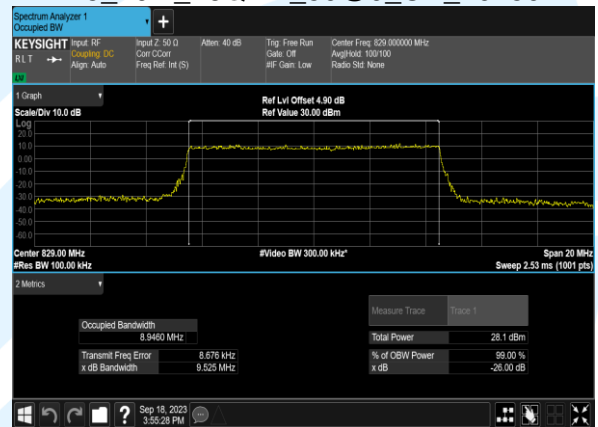 Spectrum Analyzer 1
Occupied BW
KEYSIGHT Input: RF Input Z: 50 Ω Atten: 40 dB Trig: Free Run Center Freq: 829.000000 MHz
RLT Coupling: DC Corr CCorr Gate: Off Avg|Hold: 100/100
Align: Auto Freq Ref: Int (S) #IF Gain: Low Radio Std: None
1 Graph
Ref Lvl Offset 4.90 dB
Scale/Div 10.0 dB Ref Value 30.00 dBm
Log
20.0
10.0
0.00
-10.0
-20.0
-30.0
-40.0
-50.0
-60.0
Center 829.00 MHz #Video BW 300.00 kHz* Span 20 MHz
#Res BW 100.00 kHz Sweep 2.53 ms (1001 pts)
2 Metrics
Measure Trace Trace 1
Occupied Bandwidth
8.9460 MHz Total Power 28.1 dBm
Transmit Freq Error 8.676 kHz % of OBW Power 99.00 %
x dB Bandwidth 9.525 MHz x dB -26.00 dB
?
Sep 18, 2023
3:55:28 PM